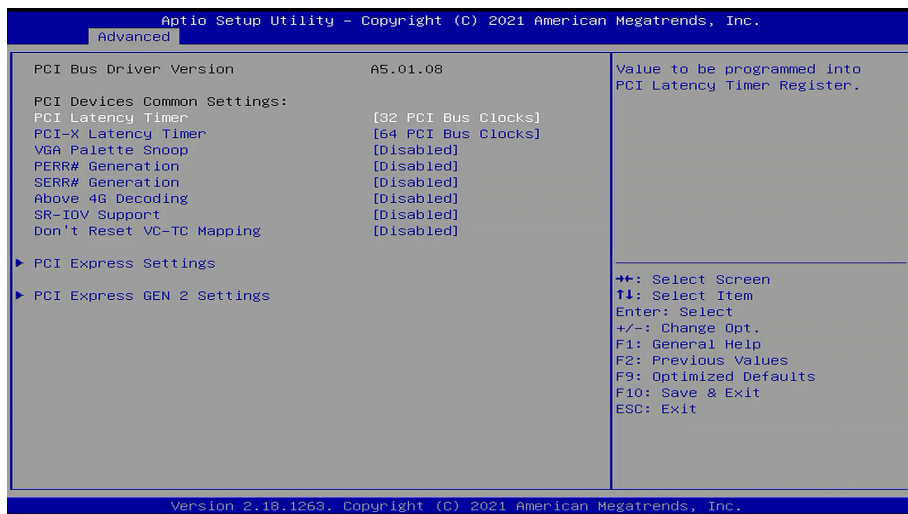 Aptio Setup Utility – Copyright (C) 2021 American Megatrends, Inc.
Advanced
PCI Bus Driver Version A5.01.08
PCI Devices Common Settings:
PCI Latency Timer [32 PCI Bus Clocks]
PCI-X Latency Timer [64 PCI Bus Clocks]
VGA Palette Snoop [Disabled]
PERR# Generation [Disabled]
SERR# Generation [Disabled]
Above 4G Decoding [Disabled]
SR-IOV Support [Disabled]
Don't Reset VC-TC Mapping [Disabled]
▶ PCI Express Settings
▶ PCI Express GEN 2 Settings
Value to be programmed into
PCI Latency Timer Register.
→←: Select Screen
↑↓: Select Item
Enter: Select
+/-: Change Opt.
F1: General Help
F2: Previous Values
F9: Optimized Defaults
F10: Save & Exit
ESC: Exit
Version 2.18.1263. Copyright (C) 2021 American Megatrends, Inc.